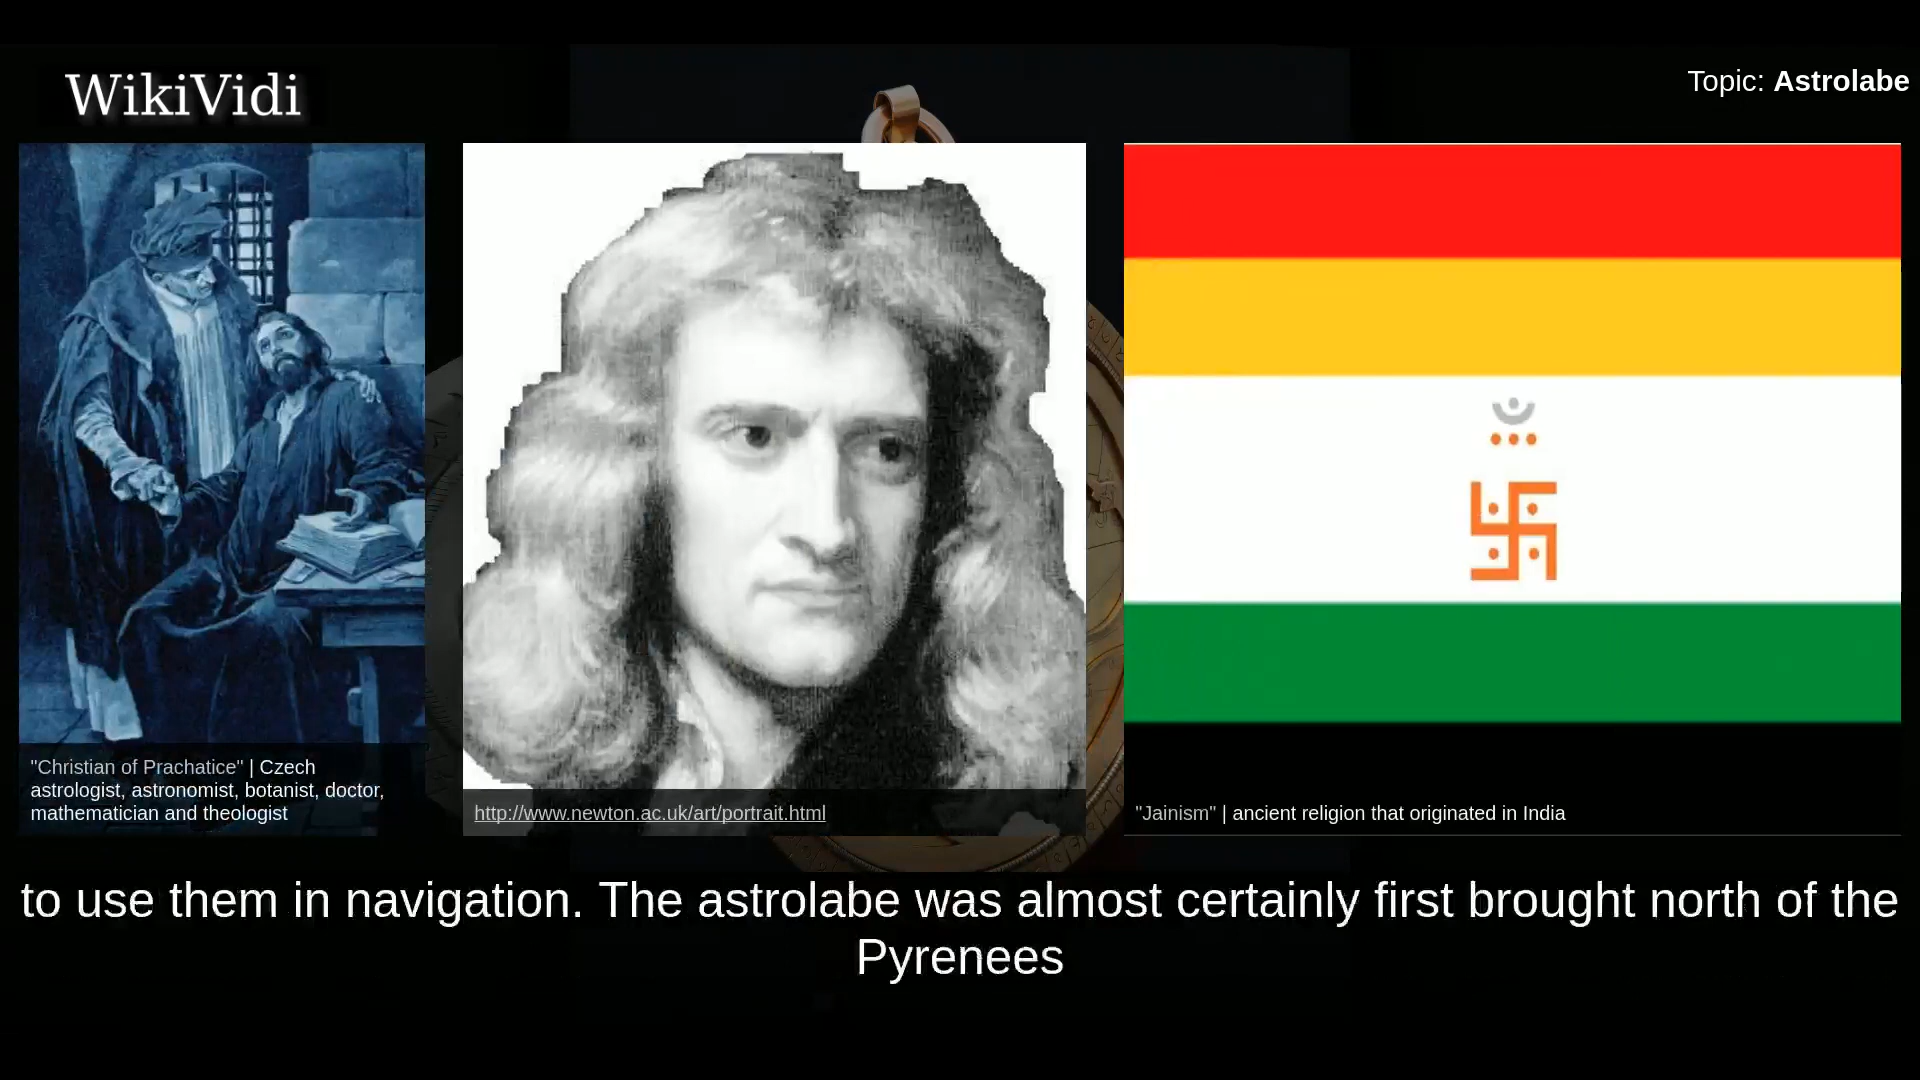 WikiVidi
Topic: Astrolabe
"Christian of Prachatice" | Czech
astrologist, astronomist, botanist, doctor,
mathematician and theologist
http://www.newton.ac.uk/art/portrait.html
"Jainism" | ancient religion that originated in India
to use them in navigation. The astrolabe was almost certainly first brought north of the
Pyrenees